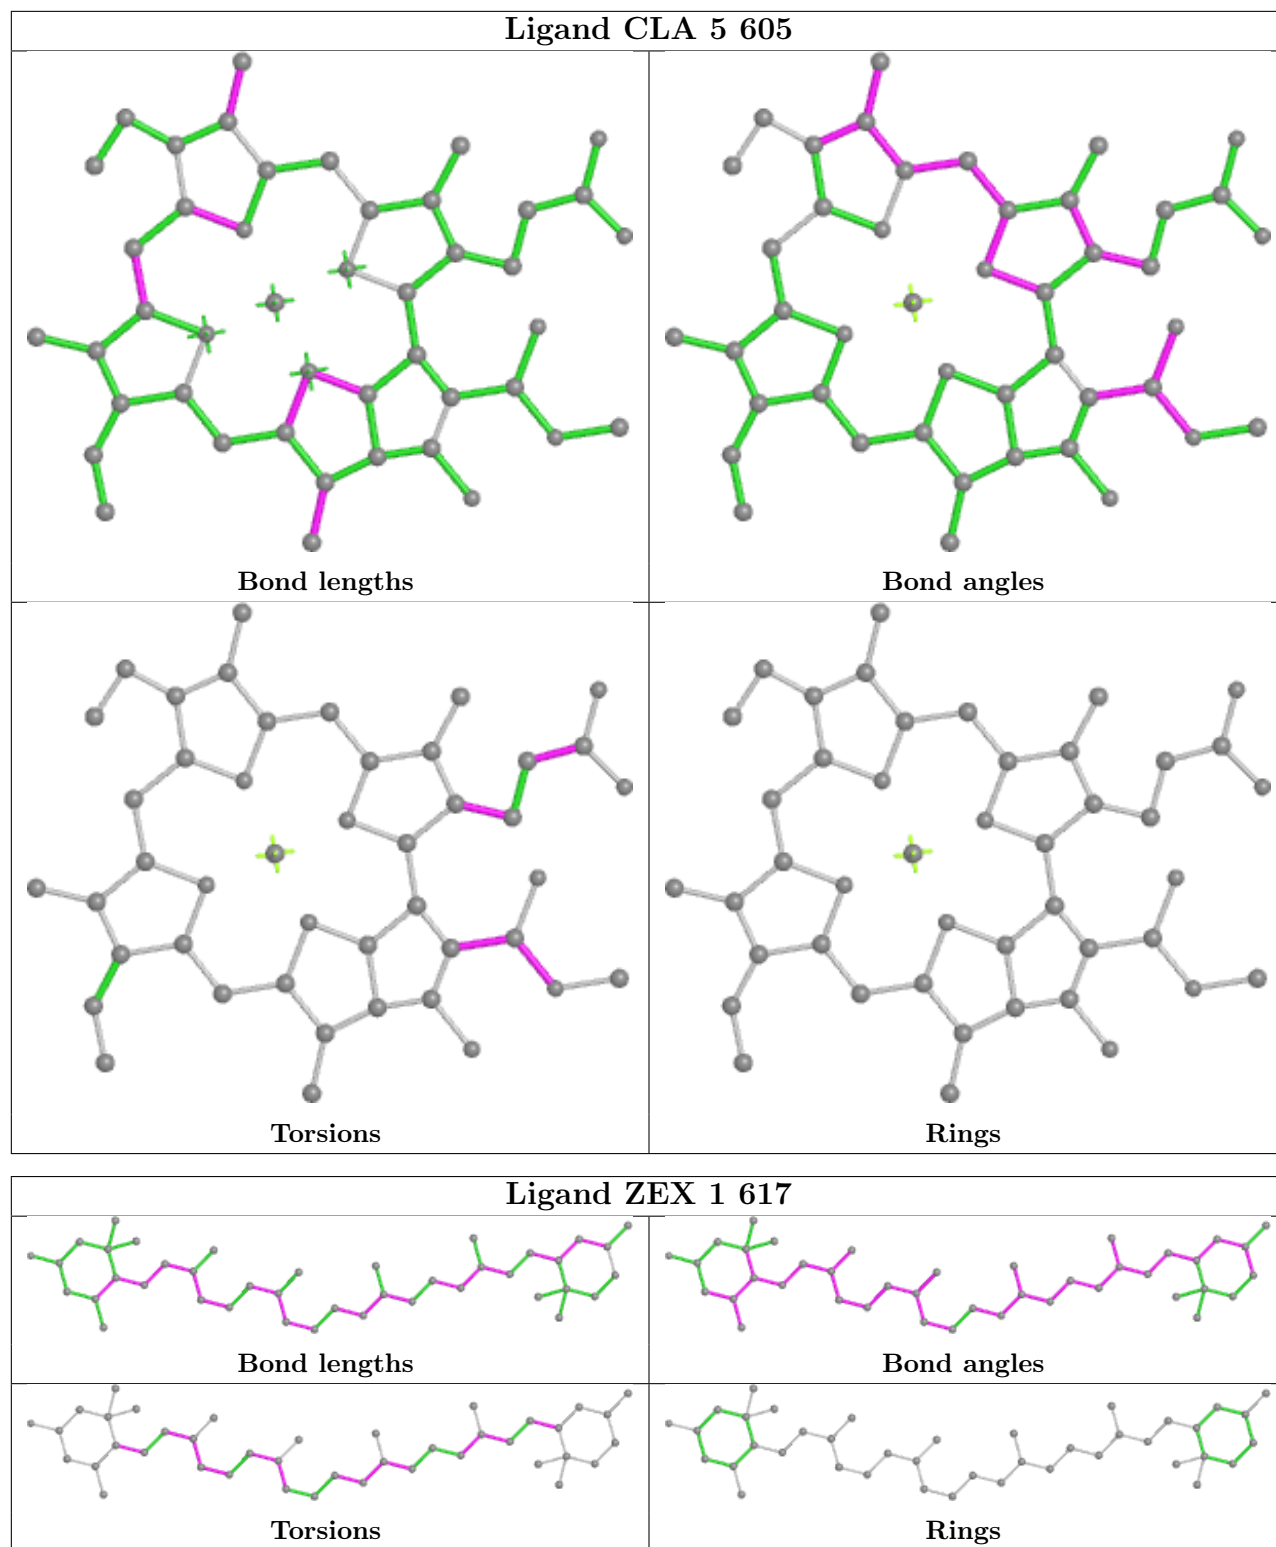 Ligand CLA 5 605
Bond lengths
Bond angles
Torsions
Rings
Ligand ZEX 1 617
Bond lengths
Bond angles
Torsions
Rings